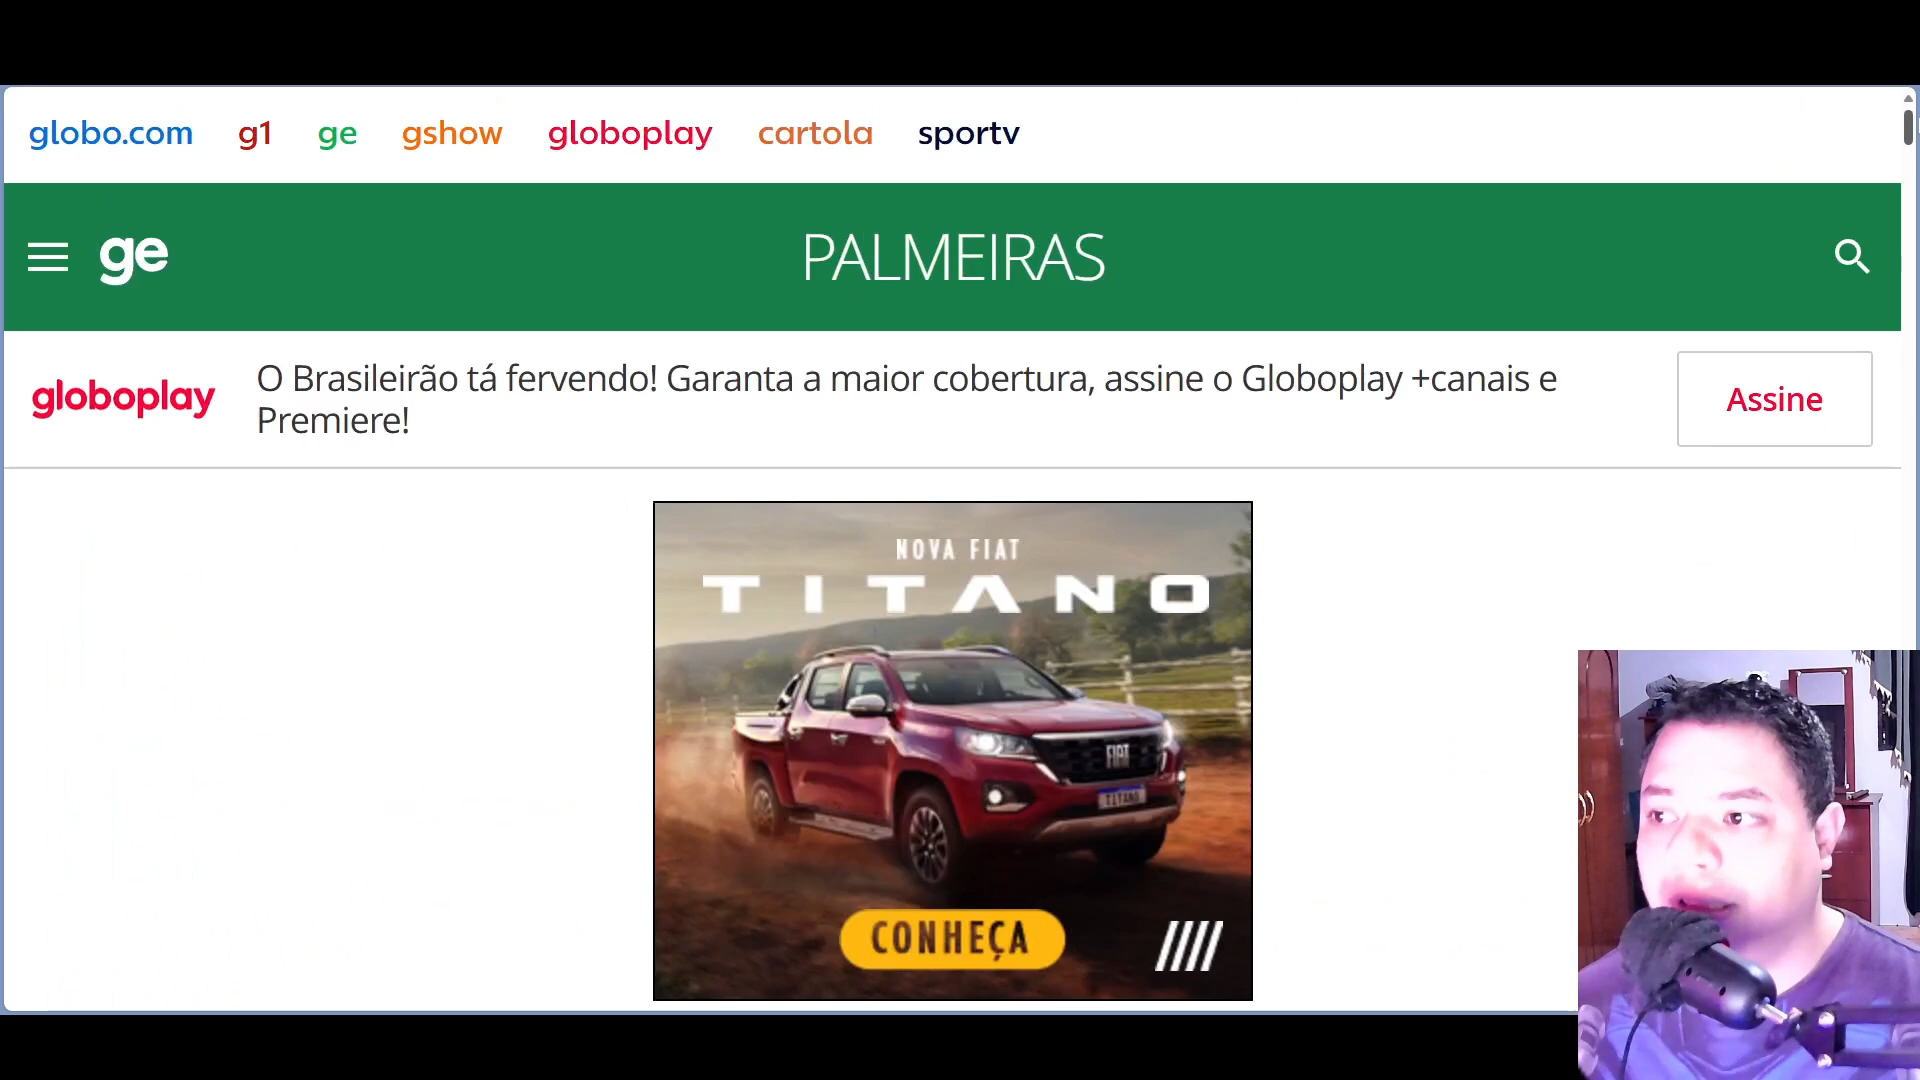 globo.com g1 ge gshow globoplay cartola sportv
ge PALMEIRAS
globoplay O Brasileirão tá fervendo! Garanta a maior cobertura, assine o Globoplay +canais e
Premiere!
Assine
NOVA FIAT
TITANO
FIAT
TITANO
CONHEÇA